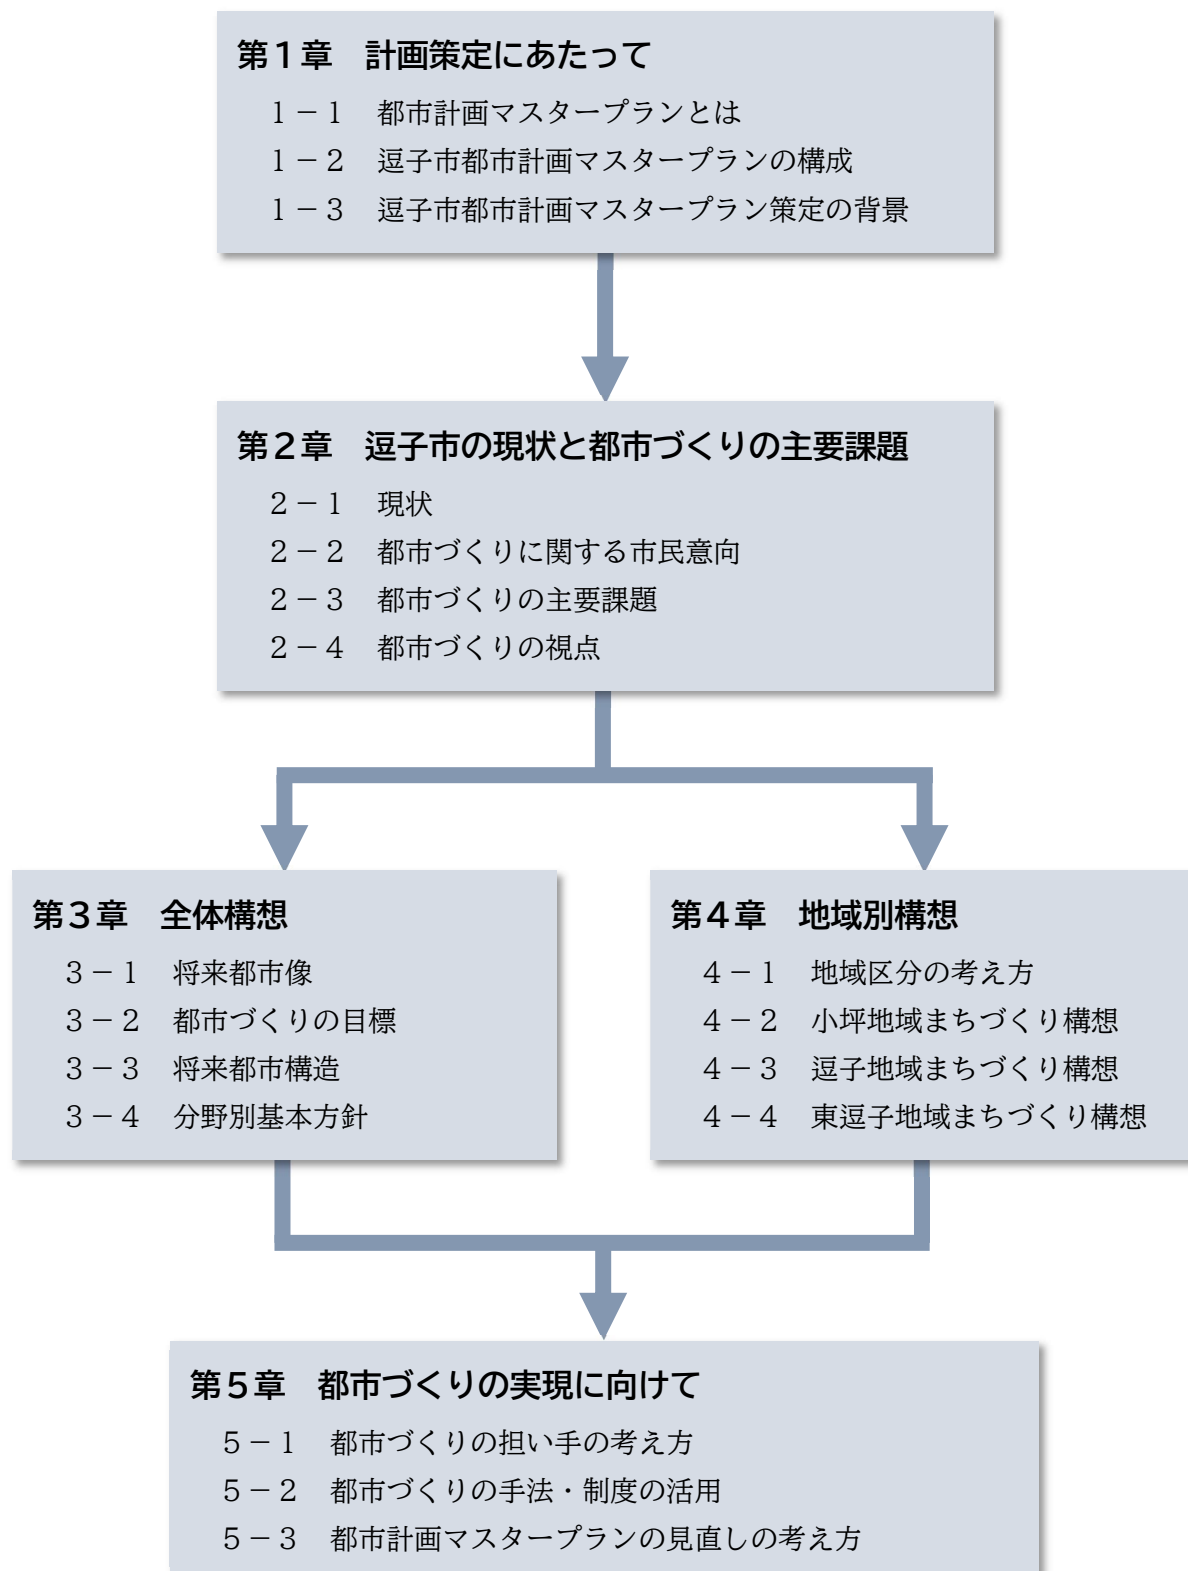 第1章　計画策定にあたって
1－1　都市計画マスタープランとは
1－2　逗子市都市計画マスタープランの構成
1－3　逗子市都市計画マスタープラン策定の背景
第2章　逗子市の現状と都市づくりの主要課題
2－1　現状
2－2　都市づくりに関する市民意向
2－3　都市づくりの主要課題
2－4　都市づくりの視点
第3章　全体構想
3－1　将来都市像
3－2　都市づくりの目標
3－3　将来都市構造
3－4　分野別基本方針
第4章　地域別構想
4－1　地域区分の考え方
4－2　小坪地域まちづくり構想
4－3　逗子地域まちづくり構想
4－4　東逗子地域まちづくり構想
第5章　都市づくりの実現に向けて
5－1　都市づくりの担い手の考え方
5－2　都市づくりの手法・制度の活用
5－3　都市計画マスタープランの見直しの考え方